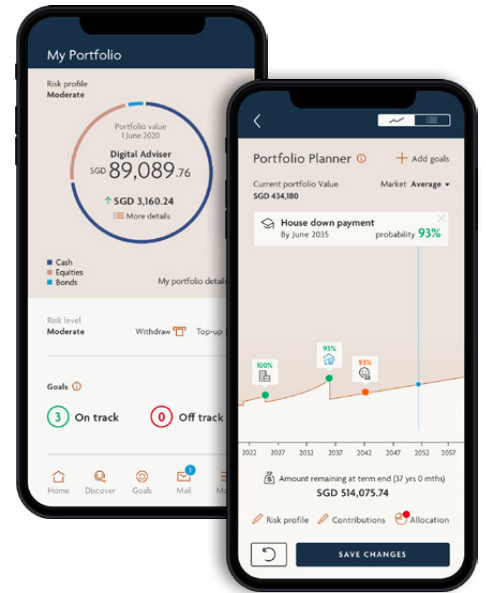 My Portfolio
Risk profile
Moderate
Portfolio value
1 June 2020
Digital Adviser
SGD 89,089.76
SGD 3,160.24
More details
Cash
Equities
Bonds
My portfolio details
Risk level
Moderate
Withdraw
Top-up
Goals
3 On track
0 Off track
1
Home
Discover
Goals
Mail
Portfolio Planner
+ Add goals
Current portfolio Value
Market Average
SGD 434,180
House down payment
By June 2035
probability 93%
100%
93%
93%
2022 2027 2032 2037 2042 2047 2052 2057
Amount remaining at term end (37 yrs 0 mths)
SGD 514,075.74
Risk profile
Contributions
Allocation
SAVE CHANGES